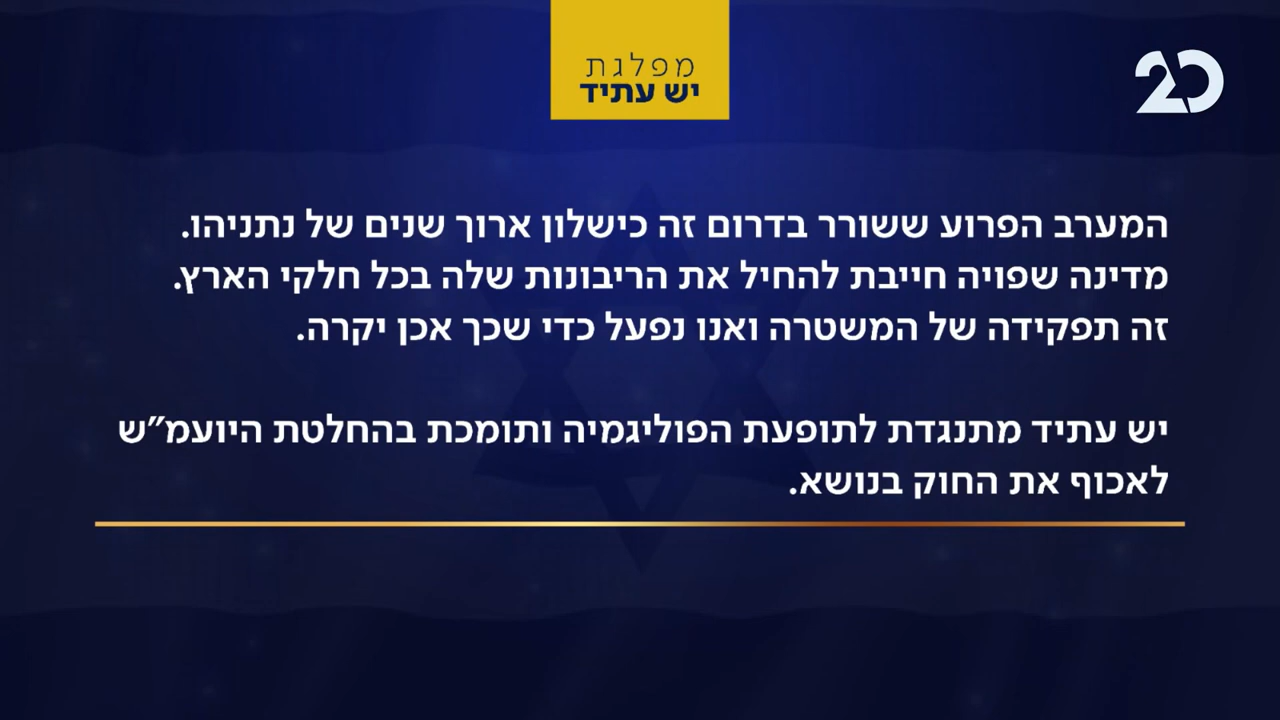 מפלגת
יש עתיד
20
המערב הפרוע ששורר בדרום זה כישלון ארוך שנים של נתניהו.
מדינה שפויה חייבת להחיל את הריבונות שלה בכל חלקי הארץ.
זה תפקידה של המשטרה ואנו נפעל כדי שכך אכן יקרה.
יש עתיד מתנגדת לתופעת הפוליגמיה ותומכת בהחלטת היועמ״ש
לאכוף את החוק בנושא.